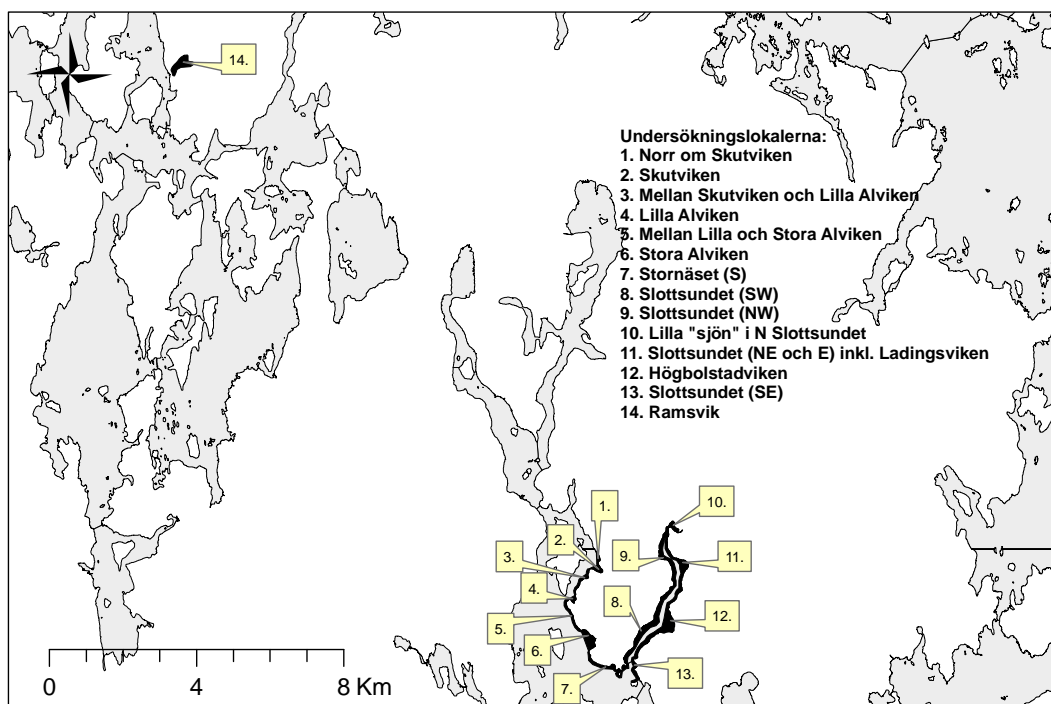 14.
Undersökningslokalerna:
1. Norr om Skutviken
2. Skutviken
3. Mellan Skutviken och Lilla Alviken
4. Lilla Alviken
5. Mellan Lilla och Stora Alviken
6. Stora Alviken
7. Stornäset (S)
8. Slottsundet (SW)
9. Slottsundet (NW)
10. Lilla "sjön" i N Slottsundet
11. Slottsundet (NE och E) inkl. Ladingsviken
12. Högbolstadviken
13. Slottsundet (SE)
14. Ramsvik
1.
10.
2.
9.
11.
3.
4.
8.
12.
5.
6.
13.
7.
0 4 8 Km